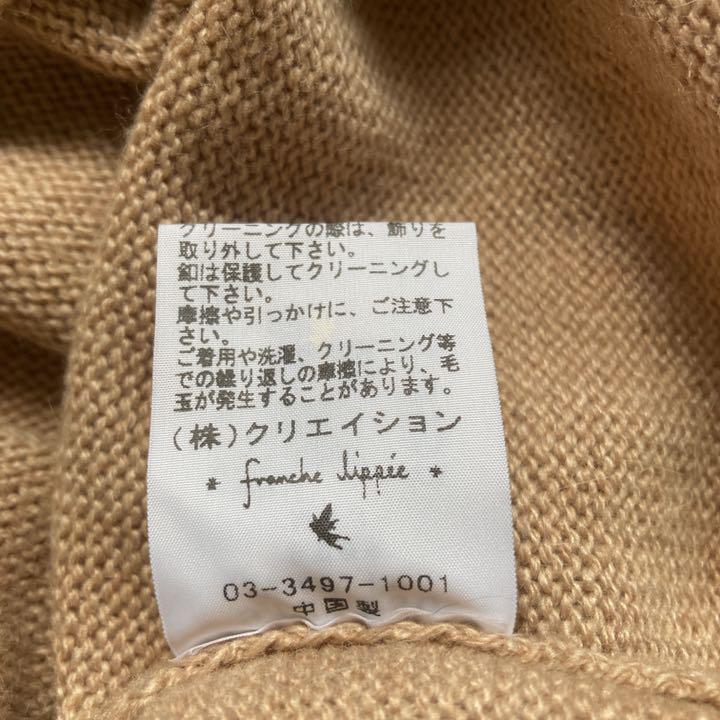 クリーニングの際は、飾りを
取り外して下さい。
釦は保護してクリーニングし
て下さい。
摩擦や引っかけに、ご注意下
さい。
ご着用や洗濯、クリーニング等
での繰り返しの摩擦により、毛
玉が発生することがあります。
(株)クリエイション
* franche lippée *
03-3497-1001
中国製